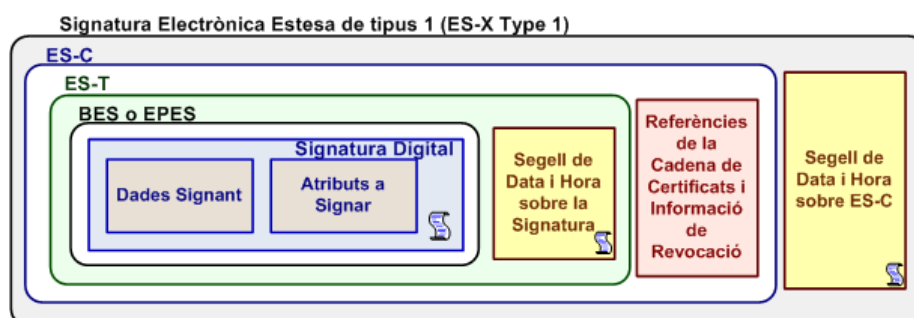 Signatura Electrònica Estesa de tipus 1 (ES-X Type 1)
ES-C
ES-T
BES o EPES
Signatura Digital
Dades Signant
Atributs a
Signar
Segell de
Data i Hora
sobre la
Signatura
Referències
de la
Cadena de
Certificats i
Informació
de
Revocació
Segell de
Data i Hora
sobre ES-C